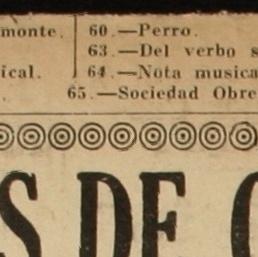 monte.
ical.
60.—Perro.
63.—Del verbo s
64.—Nota musica
65.—Sociedad Obre
S DE